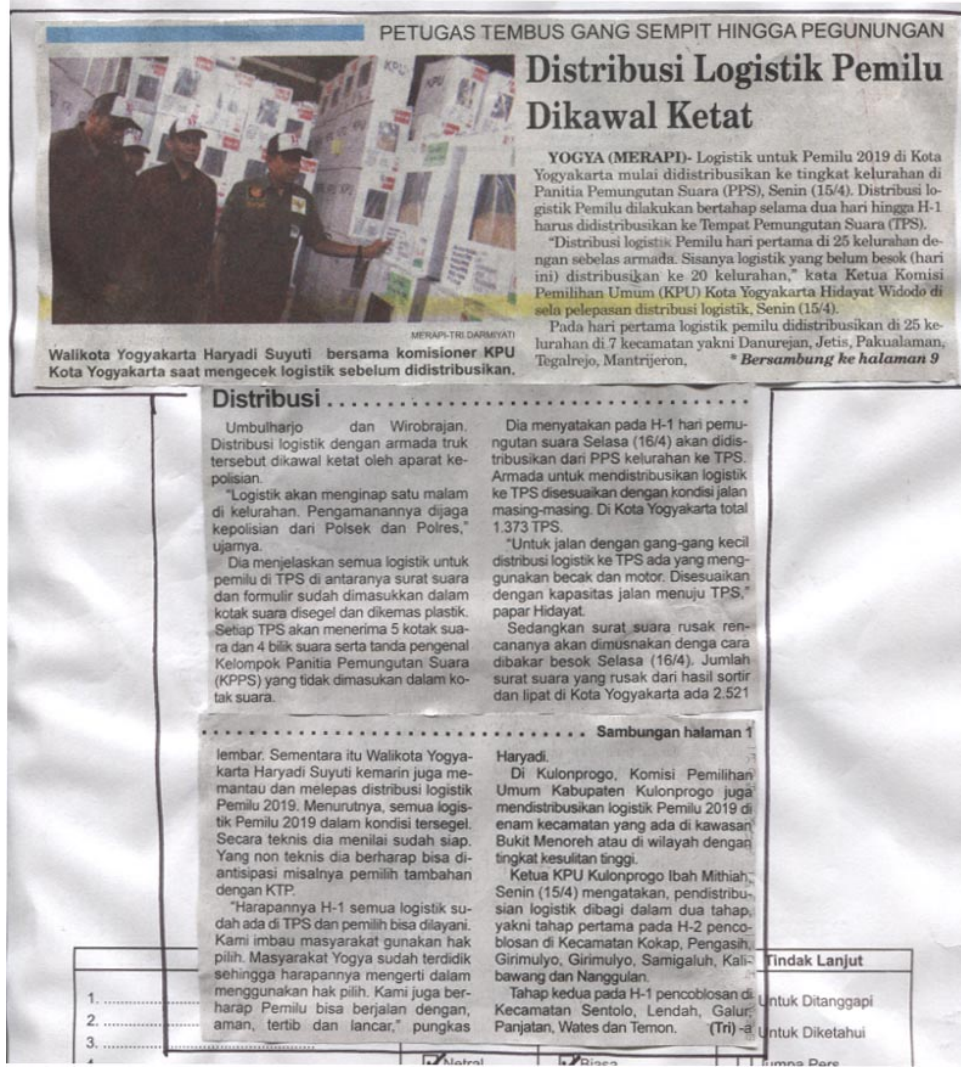 PETUGAS TEMBUS GANG SEMPIT HINGGA PEGUNUNGAN
Distribusi Logistik Pemilu
Dikawal Ketat
YOGYA (MERAPI)- Logistik untuk Pemilu 2019 di Kota
Yogyakarta mulai didistribusikan ke tingkat kelurahan di
Panitia Pemungutan Suara (PPS), Senin (15/4). Distribusi lo-
gistik Pemilu dilakukan bertahap selama dua hari hingga H-1
harus didistribusikan ke Tempat Pemungutan Suara (TPS).
"Distribusi logistik Pemilu hari pertama di 25 kelurahan de-
ngan sebelas armada. Sisanya logistik yang belum besok (hari
ini) distribusikan ke 20 kelurahan," kata Ketua Komisi
Pemilihan Umum (KPU) Kota Yogyakarta Hidayat Widodo di
sela pelepasan distribusi logistik, Senin (15/4).
Pada hari pertama logistik pemilu didistribusikan di 25 ke-
lurahan di 7 kecamatan yakni Danurejan, Jetis, Pakualaman,
Tegalrejo, Mantrijeron, * Bersambung ke halaman 9
KPU
KPU
MERAPI-TRI DARMIYATI
Walikota Yogyakarta Haryadi Suyuti bersama komisioner KPU
Kota Yogyakarta saat mengecek logistik sebelum didistribusikan.
Distribusi
Umbulharjo dan Wirobrajan.
Distribusi logistik dengan armada truk
tersebut dikawal ketat oleh aparat ke-
polisian.
"Logistik akan menginap satu malam
di kelurahan. Pengamanannya dijaga
kepolisian dari Polsek dan Polres,"
ujarnya.
Dia menjelaskan semua logistik untuk
pemilu di TPS di antaranya surat suara
dan formulir sudah dimasukkan dalam
kotak suara disegel dan dikemas plastik.
Setiap TPS akan menerima 5 kotak sua-
ra dan 4 bilik suara serta tanda pengenal
Kelompok Panitia Pemungutan Suara
(KPPS) yang tidak dimasukan dalam ko-
tak suara.
Dia menyatakan pada H-1 hari pemu-
ngutan suara Selasa (16/4) akan didis-
tribusikan dari PPS kelurahan ke TPS.
Armada untuk mendistribusikan logistik
ke TPS disesuaikan dengan kondisi jalan
masing-masing. Di Kota Yogyakarta total
1.373 TPS.
"Untuk jalan dengan gang-gang kecil
distribusi logistik ke TPS ada yang meng-
gunakan becak dan motor. Disesuaikan
dengan kapasitas jalan menuju TPS,"
papar Hidayat.
Sedangkan surat suara rusak ren-
cananya akan dimusnakan denga cara
dibakar besok Selasa (16/4). Jumlah
surat suara yang rusak dari hasil sortir
dan lipat di Kota Yogyakarta ada 2.521
Sambungan halaman 1
lembar. Sementara itu Walikota Yogya-
karta Haryadi Suyuti kemarin juga me-
mantau dan melepas distribusi logistik
Pemilu 2019. Menurutnya, semua logis-
tik Pemilu 2019 dalam kondisi tersegel.
Secara teknis dia menilai sudah siap.
Yang non teknis dia berharap bisa di-
antisipasi misalnya pemilih tambahan
dengan KTP.
"Harapannya H-1 semua logistik su-
dah ada di TPS dan pemilih bisa dilayani.
Kami imbau masyarakat gunakan hak
pilih. Masyarakat Yogya sudah terdidik
sehingga harapannya mengerti dalam
menggunakan hak pilih. Kami juga ber-
harap Pemilu bisa berjalan dengan,
aman, tertib dan lancar," pungkas
Haryadi.
Di Kulonprogo, Komisi Pemilihan
Umum Kabupaten Kulonprogo juga
mendistribusikan logistik Pemilu 2019 di
enam kecamatan yang ada di kawasan
Bukit Menoreh atau di wilayah dengan
tingkat kesulitan tinggi.
Ketua KPU Kulonprogo Ibah Mithiah,
Senin (15/4) mengatakan, pendistribu-
sian logistik dibagi dalam dua tahap,
yakni tahap pertama pada H-2 penco-
blosan di Kecamatan Kokap, Pengasih,
Girimulyo, Girimulyo, Samigaluh, Kali-
bawang dan Nanggulan.
Tahap kedua pada H-1 pencoblosan di
Kecamatan Sentolo, Lendah, Galur,
Panjatan, Wates dan Temon. (Tri) -a
Tindak Lanjut
1.
2.
3.
Untuk Ditanggapi
Untuk Diketahui
Netral
Biasa
Jumpa Pers